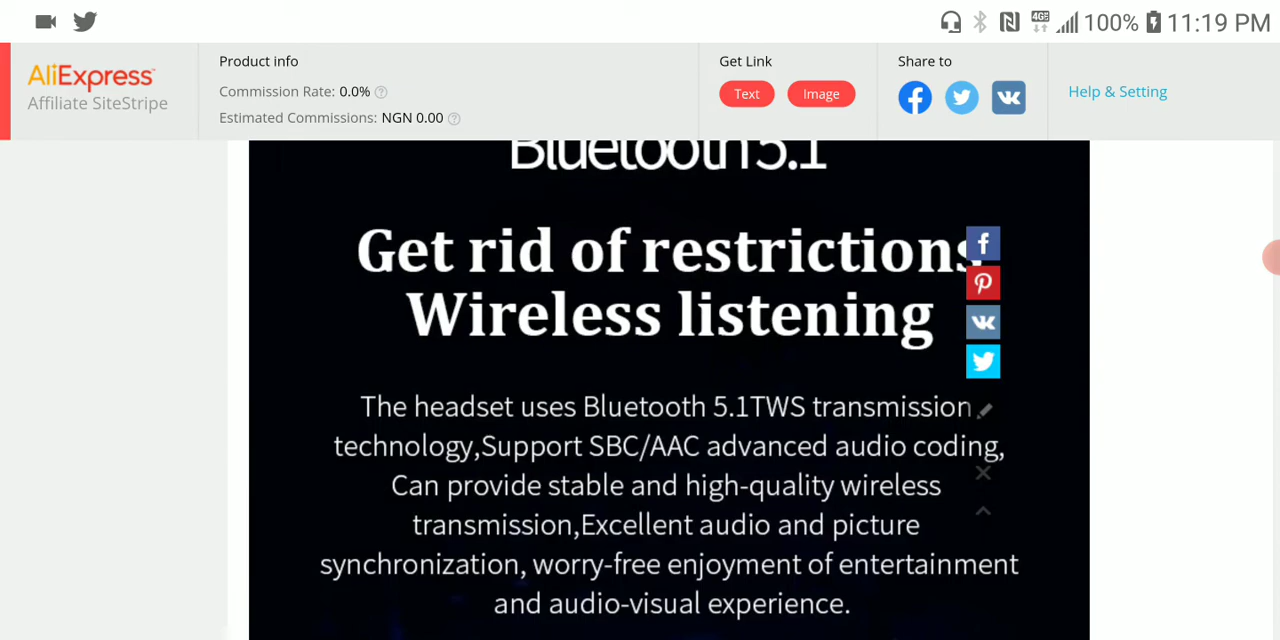 4GE 100% 11:19 PM
AliExpress
Affiliate SiteStripe
Product info
Commission Rate: 0.0% ?
Estimated Commissions: NGN 0.00 ?
Get Link
Text Image
Share to
Help & Setting
Bluetooth 5.1
Get rid of restrictions
Wireless listening
The headset uses Bluetooth 5.1TWS transmission
technology,Support SBC/AAC advanced audio coding,
Can provide stable and high-quality wireless
transmission,Excellent audio and picture
synchronization, worry-free enjoyment of entertainment
and audio-visual experience.